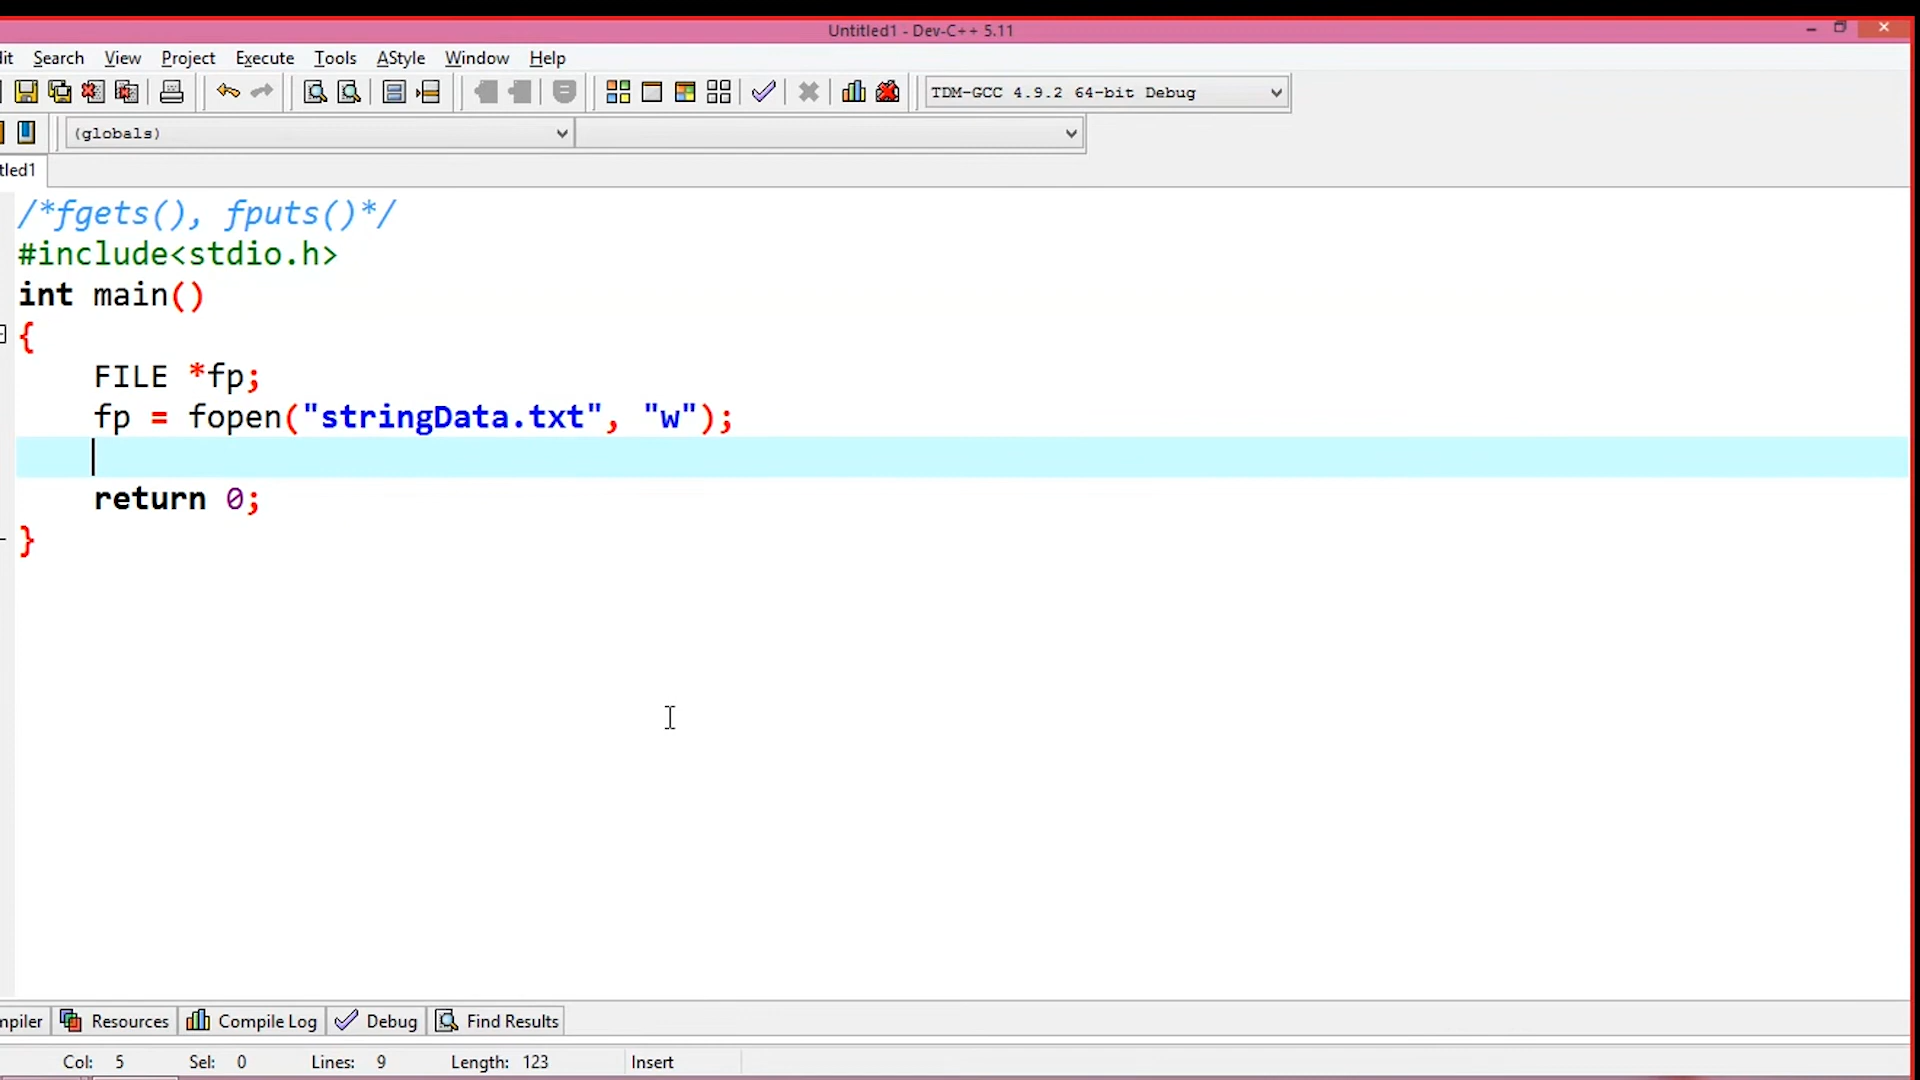 Untitled1 - Dev-C++ 5.11
it Search View Project Execute Tools AStyle Window Help
TDM-GCC 4.9.2 64-bit Debug
(globals)
tled1
/*fgets(), fputs()*/
#include<stdio.h>
int main()
{
FILE *fp;
fp = fopen("stringData.txt", "w");
return 0;
}
mpiler Resources Compile Log Debug Find Results
Col: 5 Sel: 0 Lines: 9 Length: 123 Insert